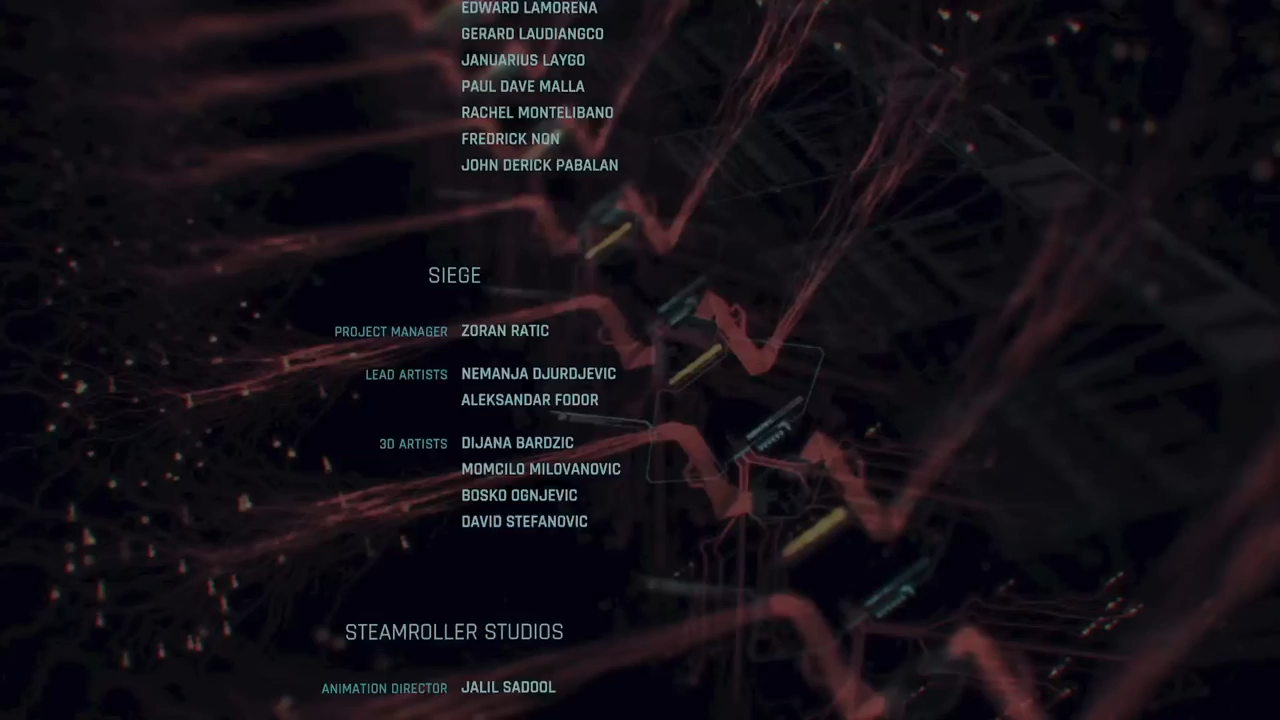 EDWARD LAMORENA
GERARD LAUDIANGCO
JANUARIUS LAYGO
PAUL DAVE MALLA
RACHEL MONTELIBANO
FREDRICK NON
JOHN DERICK PABALAN
SIEGE
PROJECT MANAGER ZORAN RATIC
LEAD ARTISTS NEMANJA DJURDJEVIC
ALEKSANDAR FODOR
3D ARTISTS DIJANA BARDZIC
MOMCILO MILOVANOVIC
BOSKO OGNJEVIC
DAVID STEFANOVIC
STEAMROLLER STUDIOS
ANIMATION DIRECTOR JALIL SADOOL